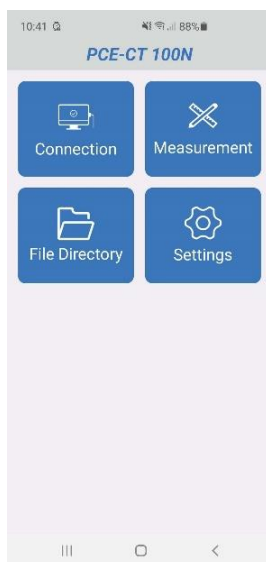 10:41 88%
PCE-CT 100N
Connection
Measurement
File Directory
Settings